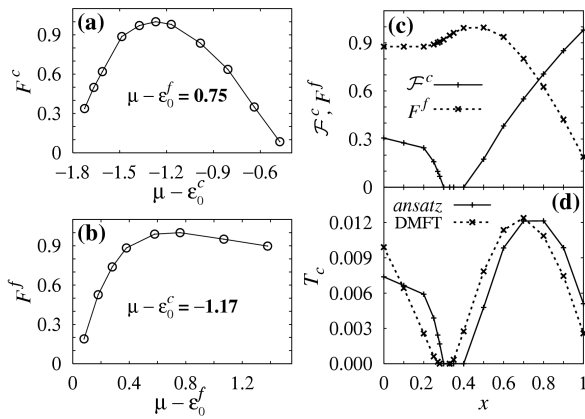 (a)
F^c
0.9
0.6
0.3
0
μ − ε_0^f = 0.75
−1.8 −1.5 −1.2 −0.9 −0.6
μ − ε_0^c
(b)
F^f
0.9
0.6
0.3
0
μ − ε_0^c = −1.17
0 0.4 0.8 1.2
μ − ε_0^f
(c)
ℱ^c, F^f
0.9
0.6
0.3
0
ℱ^c
F^f
(d)
ansatz
DMFT
T_c
0.012
0.009
0.006
0.003
0.000
0 0.2 0.4 0.6 0.8 1
x